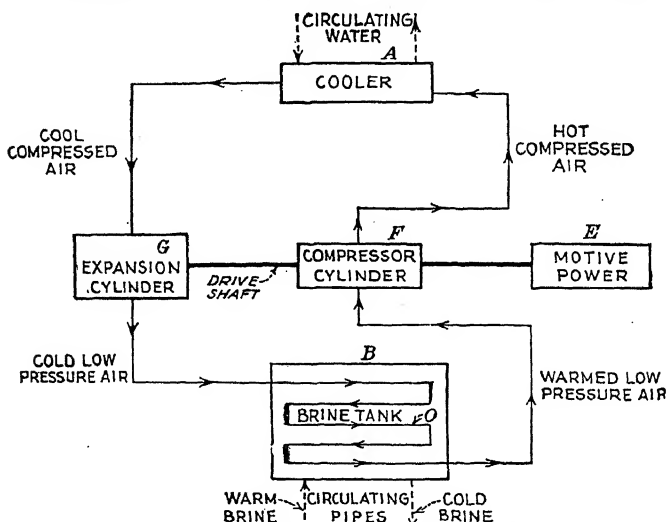 CIRCULATING
WATER
A
COOLER
COOL
COMPRESSED
AIR
HOT
COMPRESSED
AIR
G
EXPANSION
CYLINDER
DRIVE
SHAFT
F
COMPRESSOR
CYLINDER
E
MOTIVE
POWER
COLD LOW
PRESSURE AIR
B
BRINE TANK O
WARMED LOW
PRESSURE AIR
WARM
BRINE
CIRCULATING
PIPES
COLD
BRINE